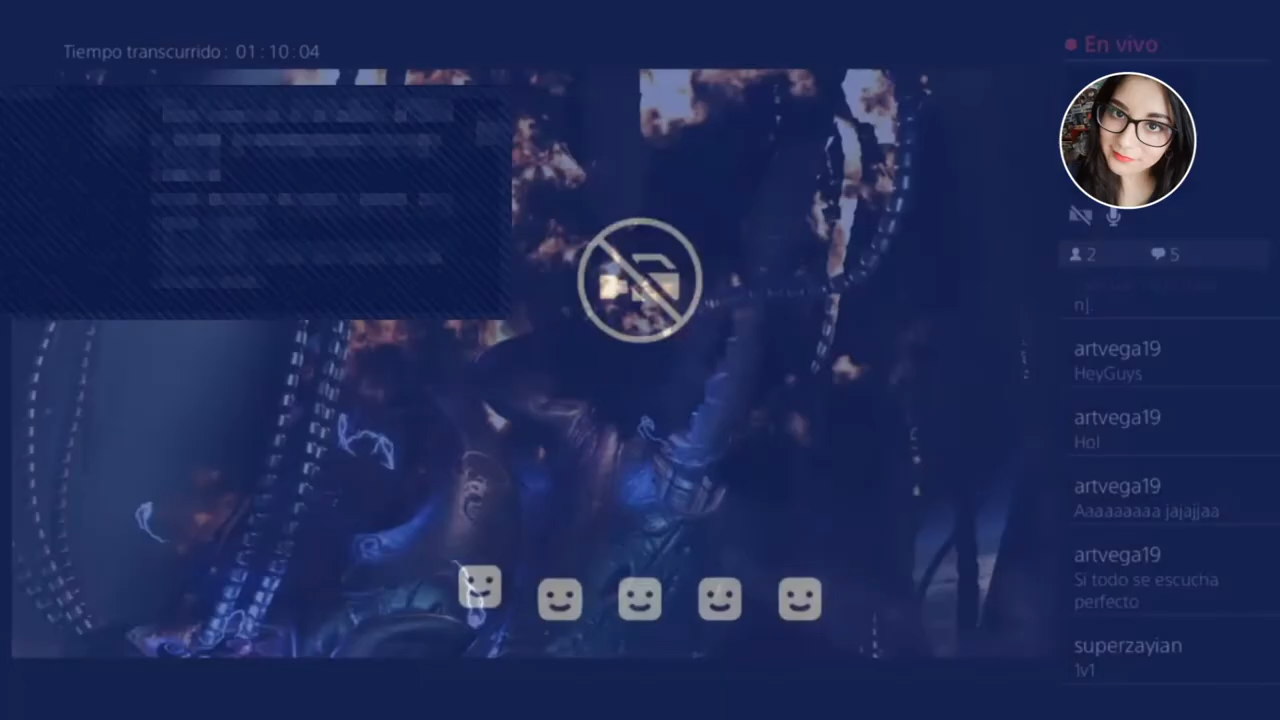 Tiempo transcurrido: 01:10:04
En vivo
2 5
n].
artvega19
HeyGuys
artvega19
Ho!
artvega19
Aaaaaaaaa jajajjaa
artvega19
Si todo se escucha
perfecto
superzayian
1v1